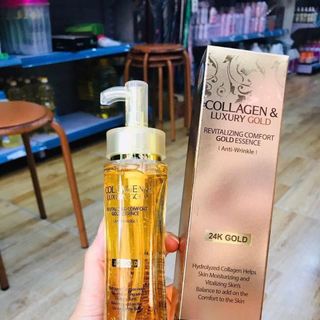 COLLAGEN &
LUXURY GOLD
REVITALIZING COMFORT
GOLD ESSENCE
(Anti-Wrinkle)
24K GOLD
Hydrolyzed Collagen Helps
Skin Moisturizing and
Vitalizing Skin's
Balance to add on the
Comfort to the Skin
COLLAGEN &
LUXURY GOLD
REVITALIZING COMFORT
GOLD ESSENCE